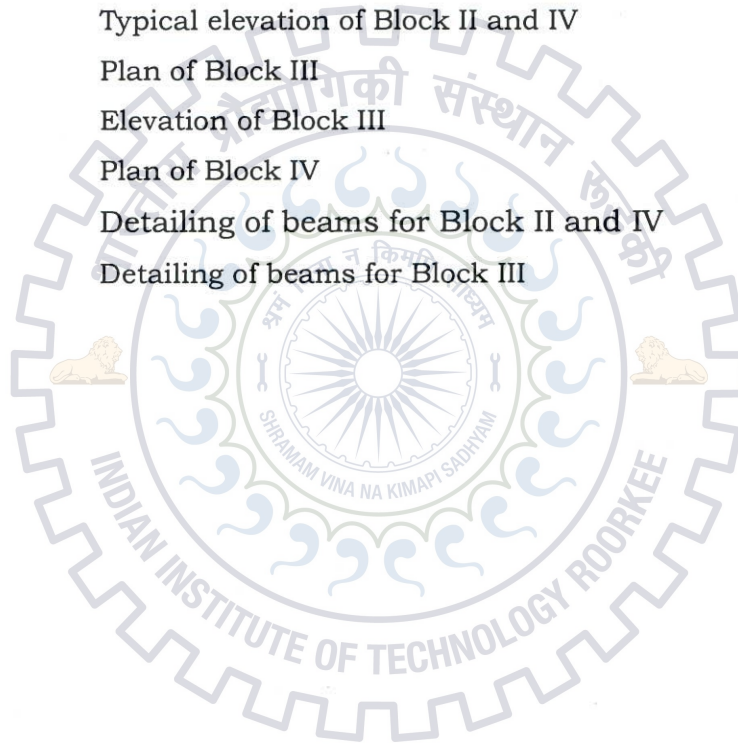 Typical elevation of Block II and IV
Plan of Block III
Elevation of Block III
Plan of Block IV
Detailing of beams for Block II and IV
Detailing of beams for Block III
प्रौद्योगिकी संस्थान
न
SHRAMAM VINA NA KIMAPI SADHYAM
INDIAN INSTITUTE OF TECHNOLOGY ROORKEE